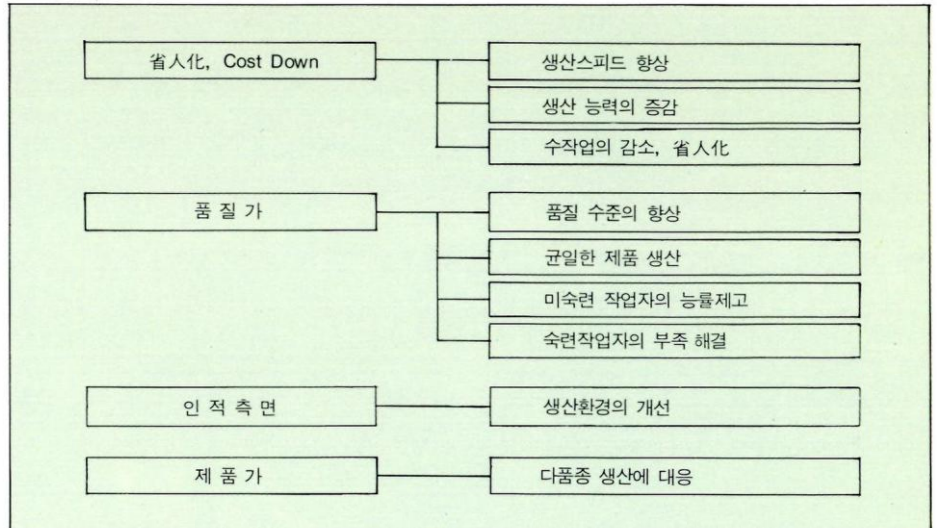 省人化, Cost Down
생산스피드 향상
생산 능력의 증감
수작업의 감소, 省人化
품질가
품질 수준의 향상
균일한 제품 생산
미숙련 작업자의 능률제고
숙련작업자의 부족 해결
인적측면
생산환경의 개선
제품가
다품종 생산에 대응